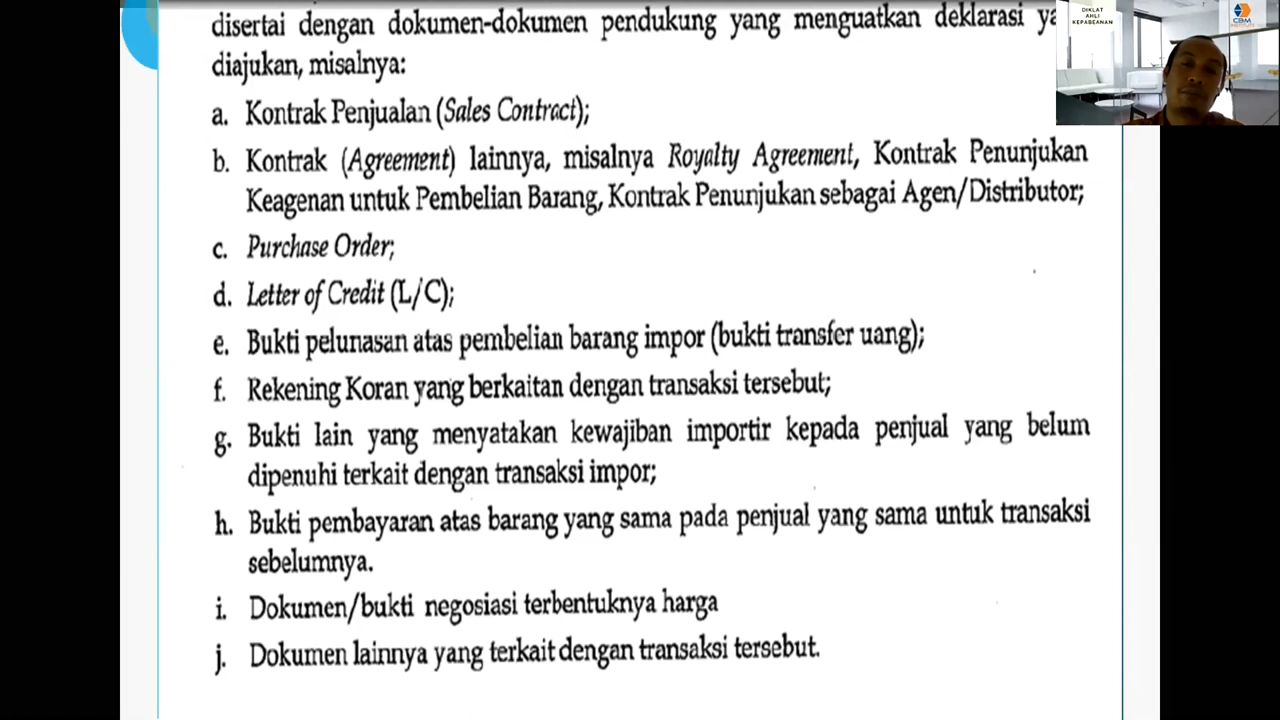 disertai dengan dokumen-dokumen pendukung yang menguatkan deklarasi
diajukan, misalnya:
a. Kontrak Penjualan (Sales Contract);
b. Kontrak (Agreement) lainnya, misalnya Royalty Agreement, Kontrak Penunjukan
Keagenan untuk Pembelian Barang, Kontrak Penunjukan sebagai Agen/Distributor;
c. Purchase Order;
d. Letter of Credit (L/C);
e. Bukti pelunasan atas pembelian barang impor (bukti transfer uang);
f. Rekening Koran yang berkaitan dengan transaksi tersebut;
g. Bukti lain yang menyatakan kewajiban importir kepada penjual yang belum
dipenuhi terkait dengan transaksi impor;
h. Bukti pembayaran atas barang yang sama pada penjual yang sama untuk transaksi
sebelumnya.
i. Dokumen/bukti negosiasi terbentuknya harga
j. Dokumen lainnya yang terkait dengan transaksi tersebut.
DIKLAT
AHLI
KEPABEANAN
CBM